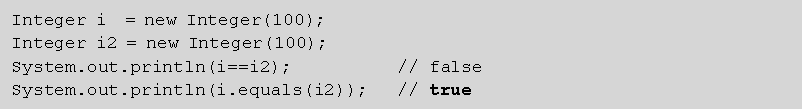 Integer i  = new Integer(100);
Integer i2 = new Integer(100);
System.out.println(i==i2);           // false
System.out.println(i.equals(i2));   // true